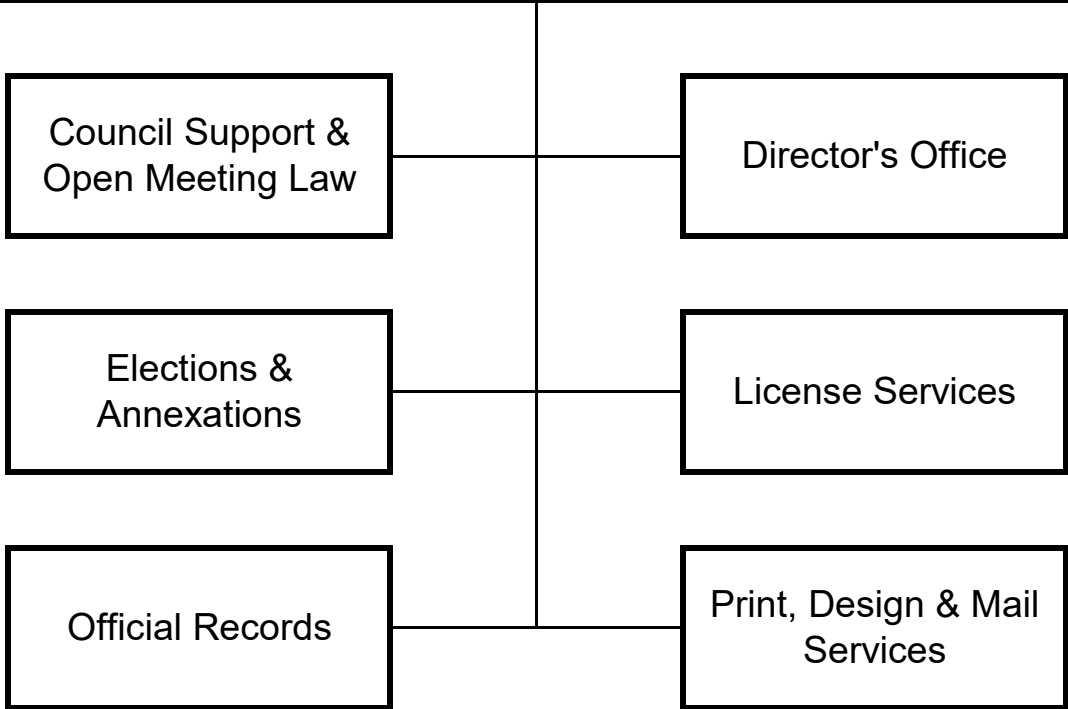 Council Support &
Open Meeting Law
Director's Office
Elections &
Annexations
License Services
Official Records
Print, Design & Mail
Services